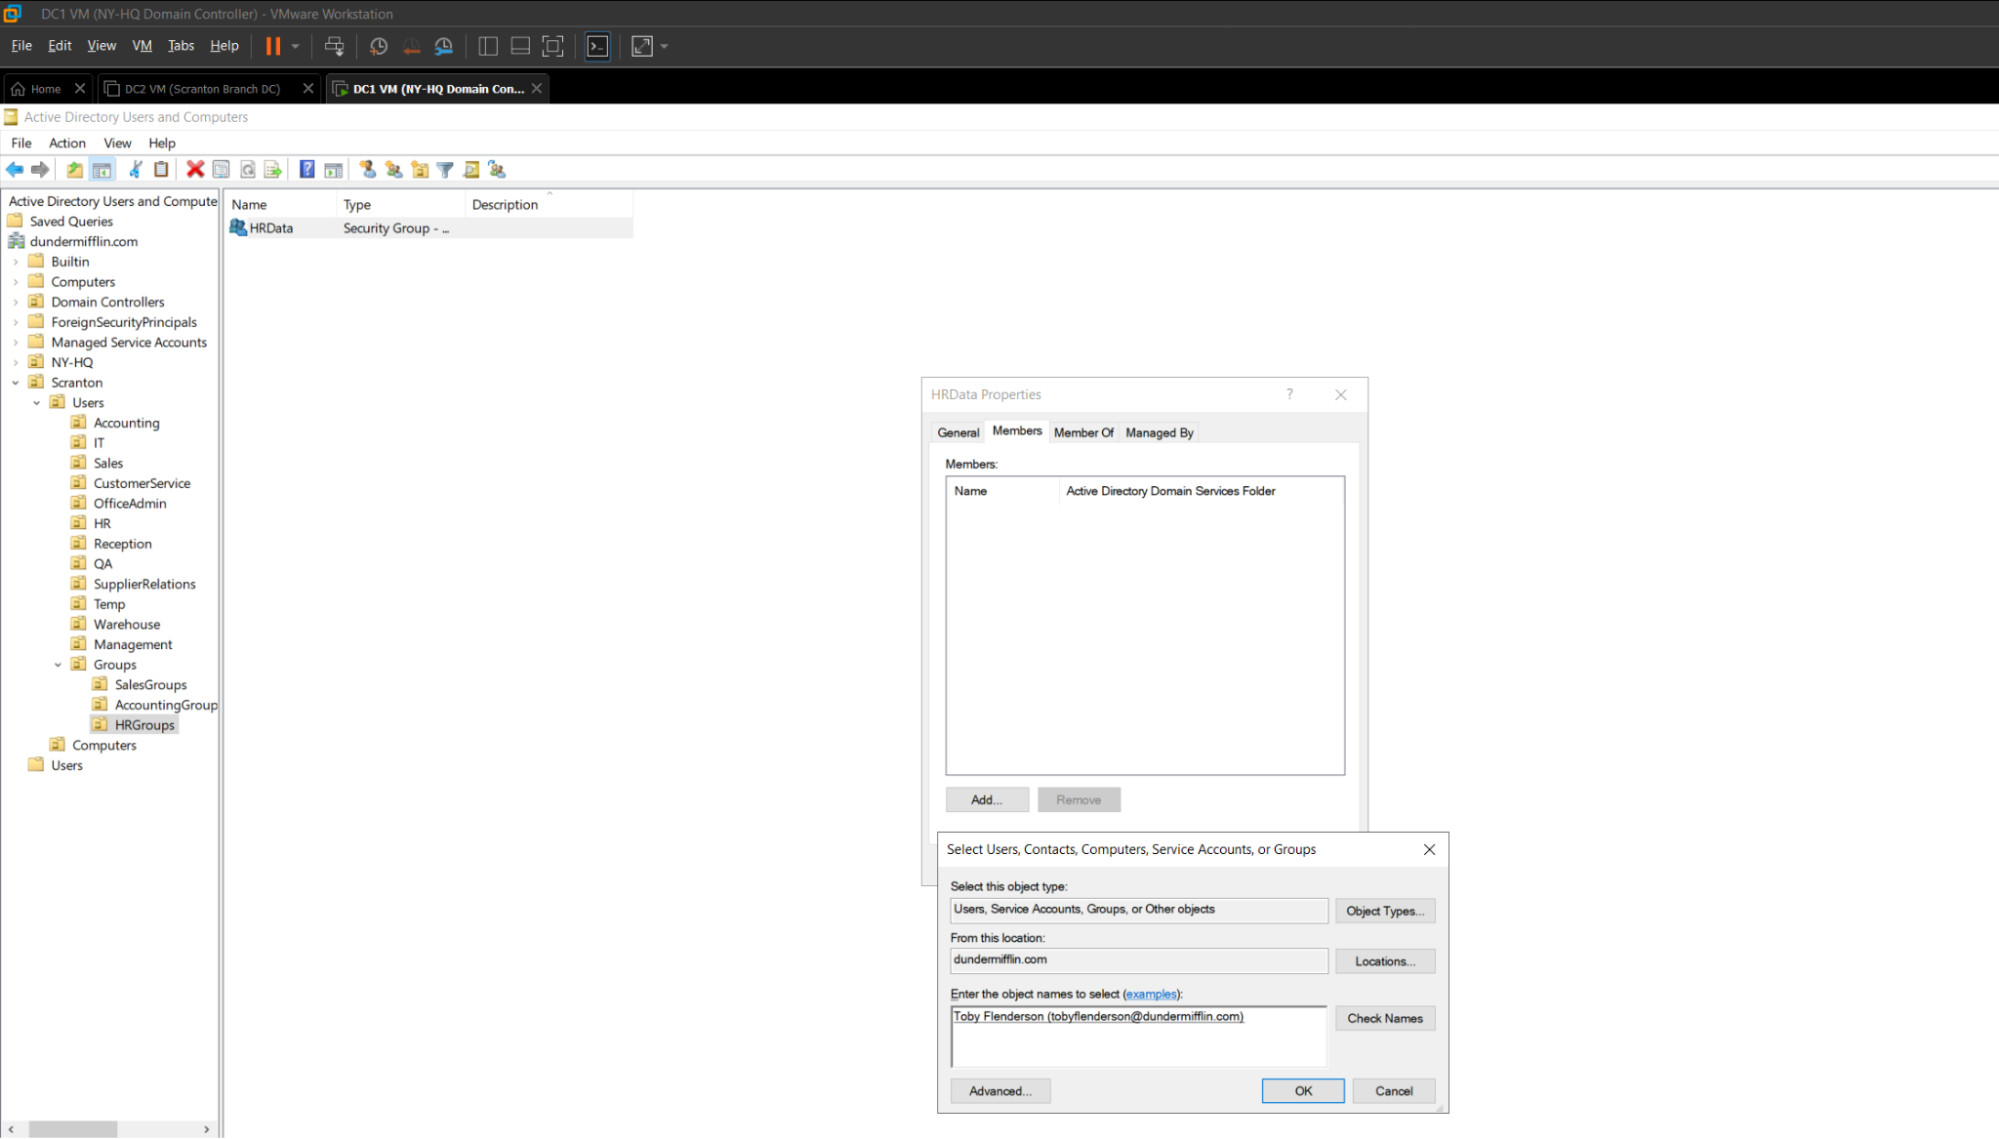 DC1 VM (NY-HQ Domain Controller) - VMware Workstation
File Edit View VM Tabs Help
Home DC2 VM (Scranton Branch DC) DC1 VM (NY-HQ Domain Con...
Active Directory Users and Computers
File Action View Help
Active Directory Users and Compute
Saved Queries
dundermifflin.com
Builtin
Computers
Domain Controllers
ForeignSecurityPrincipals
Managed Service Accounts
NY-HQ
Scranton
Users
Accounting
IT
Sales
CustomerService
OfficeAdmin
HR
Reception
QA
SupplierRelations
Temp
Warehouse
Management
Groups
SalesGroups
AccountingGroup
HRGroups
Computers
Users
Name Type Description
HRData Security Group - ...
HRData Properties
General Members Member Of Managed By
Members:
Name Active Directory Domain Services Folder
Add... Remove
Select Users, Contacts, Computers, Service Accounts, or Groups
Select this object type:
Users, Service Accounts, Groups, or Other objects Object Types...
From this location:
dundermifflin.com Locations...
Enter the object names to select (examples):
Toby Flenderson (tobyflenderson@dundermifflin.com) Check Names
Advanced... OK Cancel